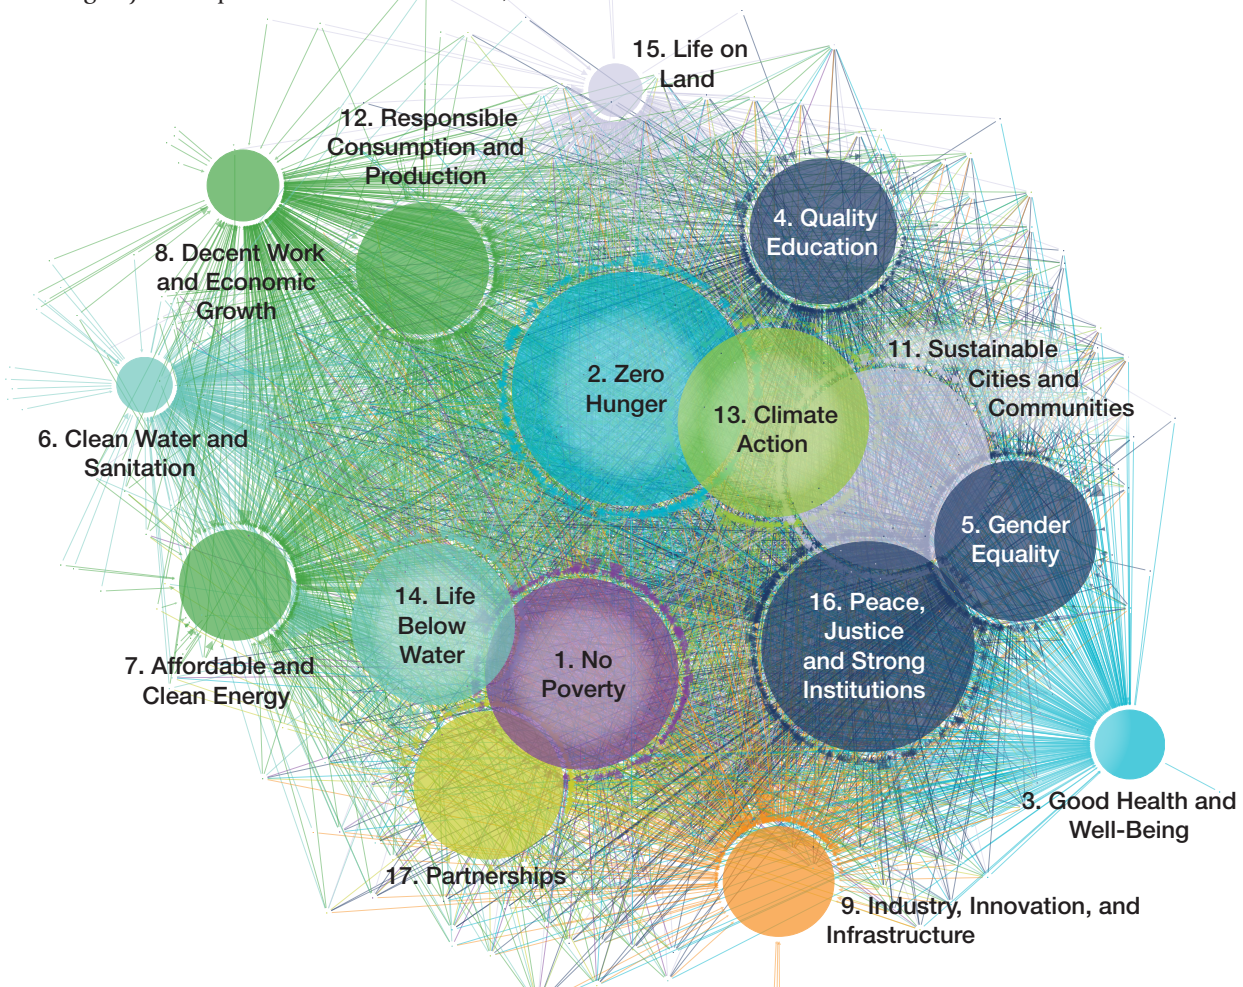 15. Life on
Land
12. Responsible
Consumption and
Production
4. Quality
Education
8. Decent Work
and Economic
Growth
11. Sustainable
Cities and
Communities
2. Zero
Hunger
13. Climate
Action
6. Clean Water and
Sanitation
5. Gender
Equality
14. Life
Below
Water
16. Peace,
Justice
and Strong
Institutions
1. No
Poverty
7. Affordable and
Clean Energy
3. Good Health and
Well-Being
17. Partnerships
9. Industry, Innovation, and
Infrastructure